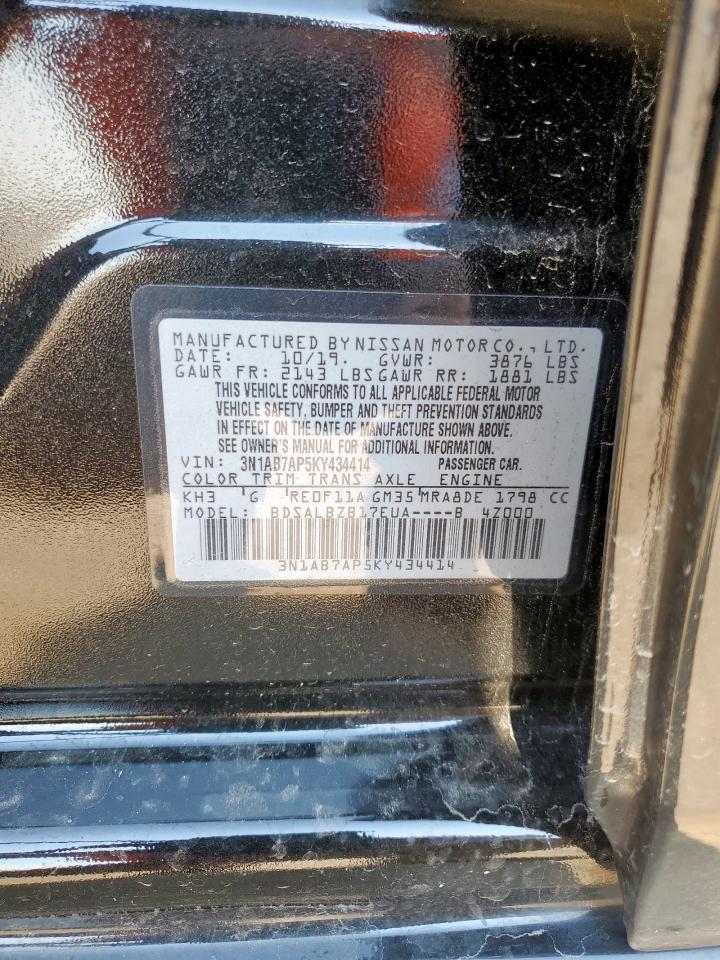 MANUFACTURED BY NISSAN MOTOR CO., LTD.
DATE: 10/19. GVWR: 3876 LBS
GAWR FR: 2143 LBS GAWR RR: 1881 LBS
THIS VEHICLE CONFORMS TO ALL APPLICABLE FEDERAL MOTOR
VEHICLE SAFETY, BUMPER AND THEFT PREVENTION STANDARDS
IN EFFECT ON THE DATE OF MANUFACTURE SHOWN ABOVE.
SEE OWNER'S MANUAL FOR ADDITIONAL INFORMATION.
VIN: 3N1AB7AP5KY434414 PASSENGER CAR.
COLOR TRIM TRANS AXLE ENGINE
KH3 G RE0F11A GM35 MRA8DE 1798 CC
MODEL: BDSALBZB17EUA----B 4Z000
3N1AB7AP5KY434414